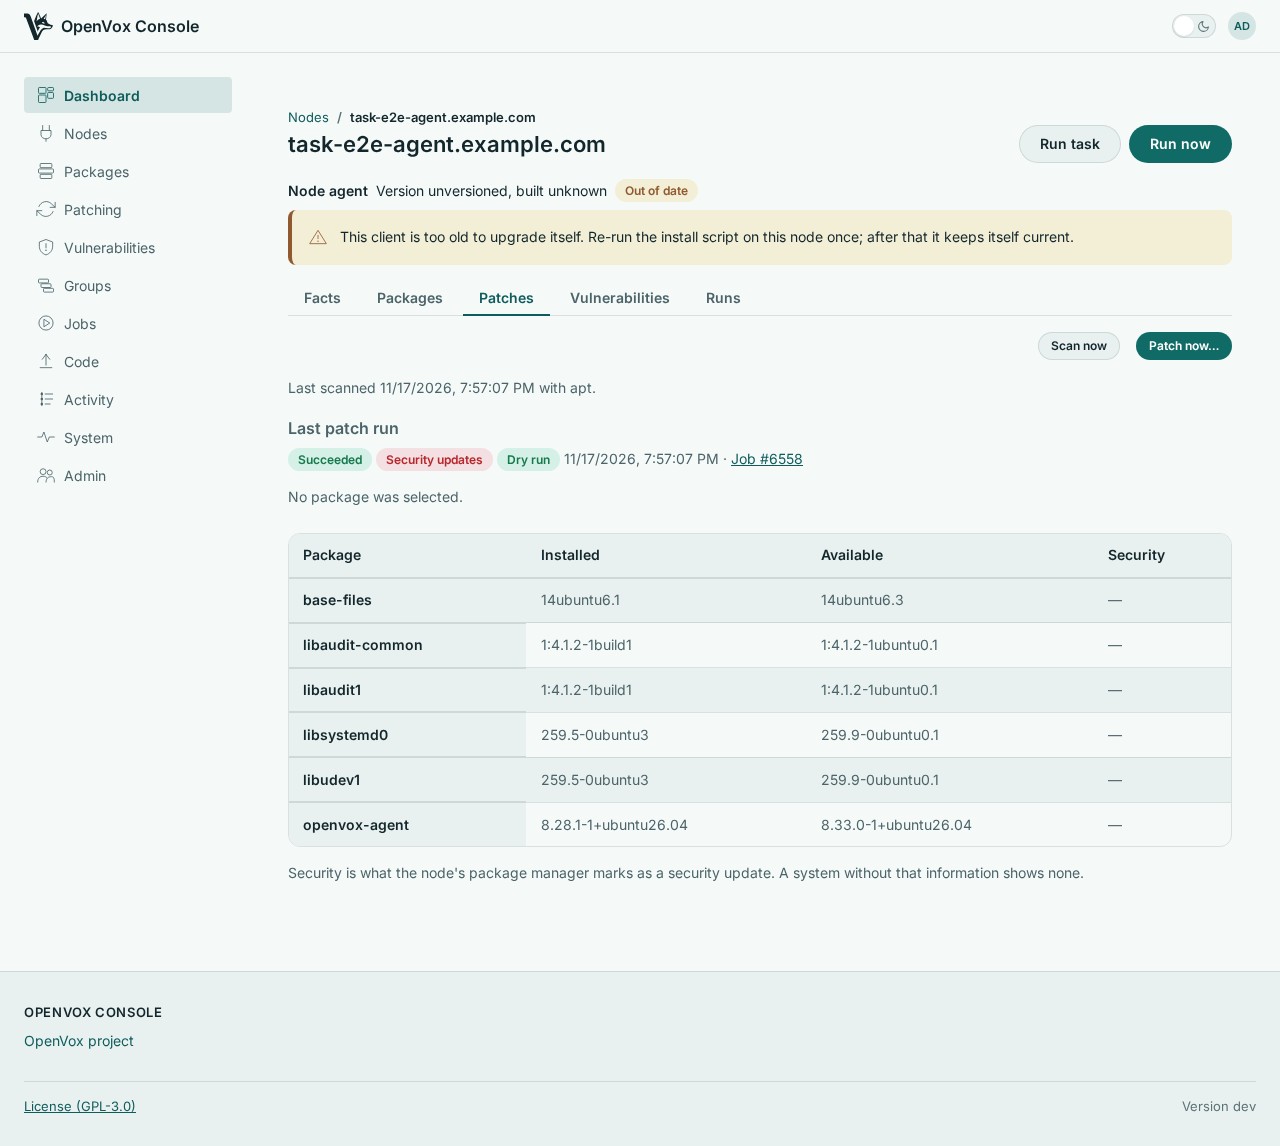 OpenVox Console
AD
Dashboard
Nodes
Packages
Patching
Vulnerabilities
Groups
Jobs
Code
Activity
System
Admin
Nodes / task-e2e-agent.example.com
task-e2e-agent.example.com
Run task
Run now
Node agent Version unversioned, built unknown Out of date
This client is too old to upgrade itself. Re-run the install script on this node once; after that it keeps itself current.
Facts Packages Patches Vulnerabilities Runs
Scan now
Patch now...
Last scanned 11/17/2026, 7:57:07 PM with apt.
Last patch run
Succeeded Security updates Dry run 11/17/2026, 7:57:07 PM · Job #6558
No package was selected.
Package Installed Available Security
base-files 14ubuntu6.1 14ubuntu6.3 —
libaudit-common 1:4.1.2-1build1 1:4.1.2-1ubuntu0.1 —
libaudit1 1:4.1.2-1build1 1:4.1.2-1ubuntu0.1 —
libsystemd0 259.5-0ubuntu3 259.9-0ubuntu0.1 —
libudev1 259.5-0ubuntu3 259.9-0ubuntu0.1 —
openvox-agent 8.28.1-1+ubuntu26.04 8.33.0-1+ubuntu26.04 —
Security is what the node's package manager marks as a security update. A system without that information shows none.
OPENVOX CONSOLE
OpenVox project
License (GPL-3.0)
Version dev